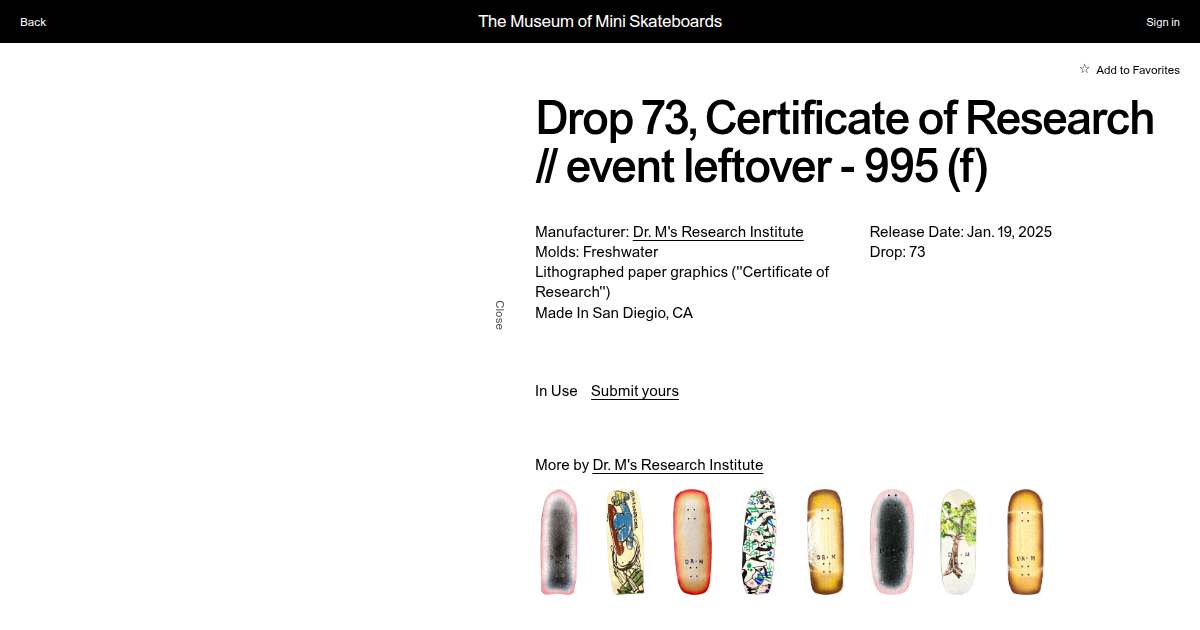 Back
The Museum of Mini Skateboards
Sign in
☆ Add to Favorites
Drop 73, Certificate of Research
// event leftover - 995 (f)
Manufacturer: Dr. M's Research Institute
Molds: Freshwater
Lithographed paper graphics ("Certificate of
Research")
Made In San Diegio, CA
Release Date: Jan. 19, 2025
Drop: 73
Close
In Use Submit yours
More by Dr. M's Research Institute
DR·M